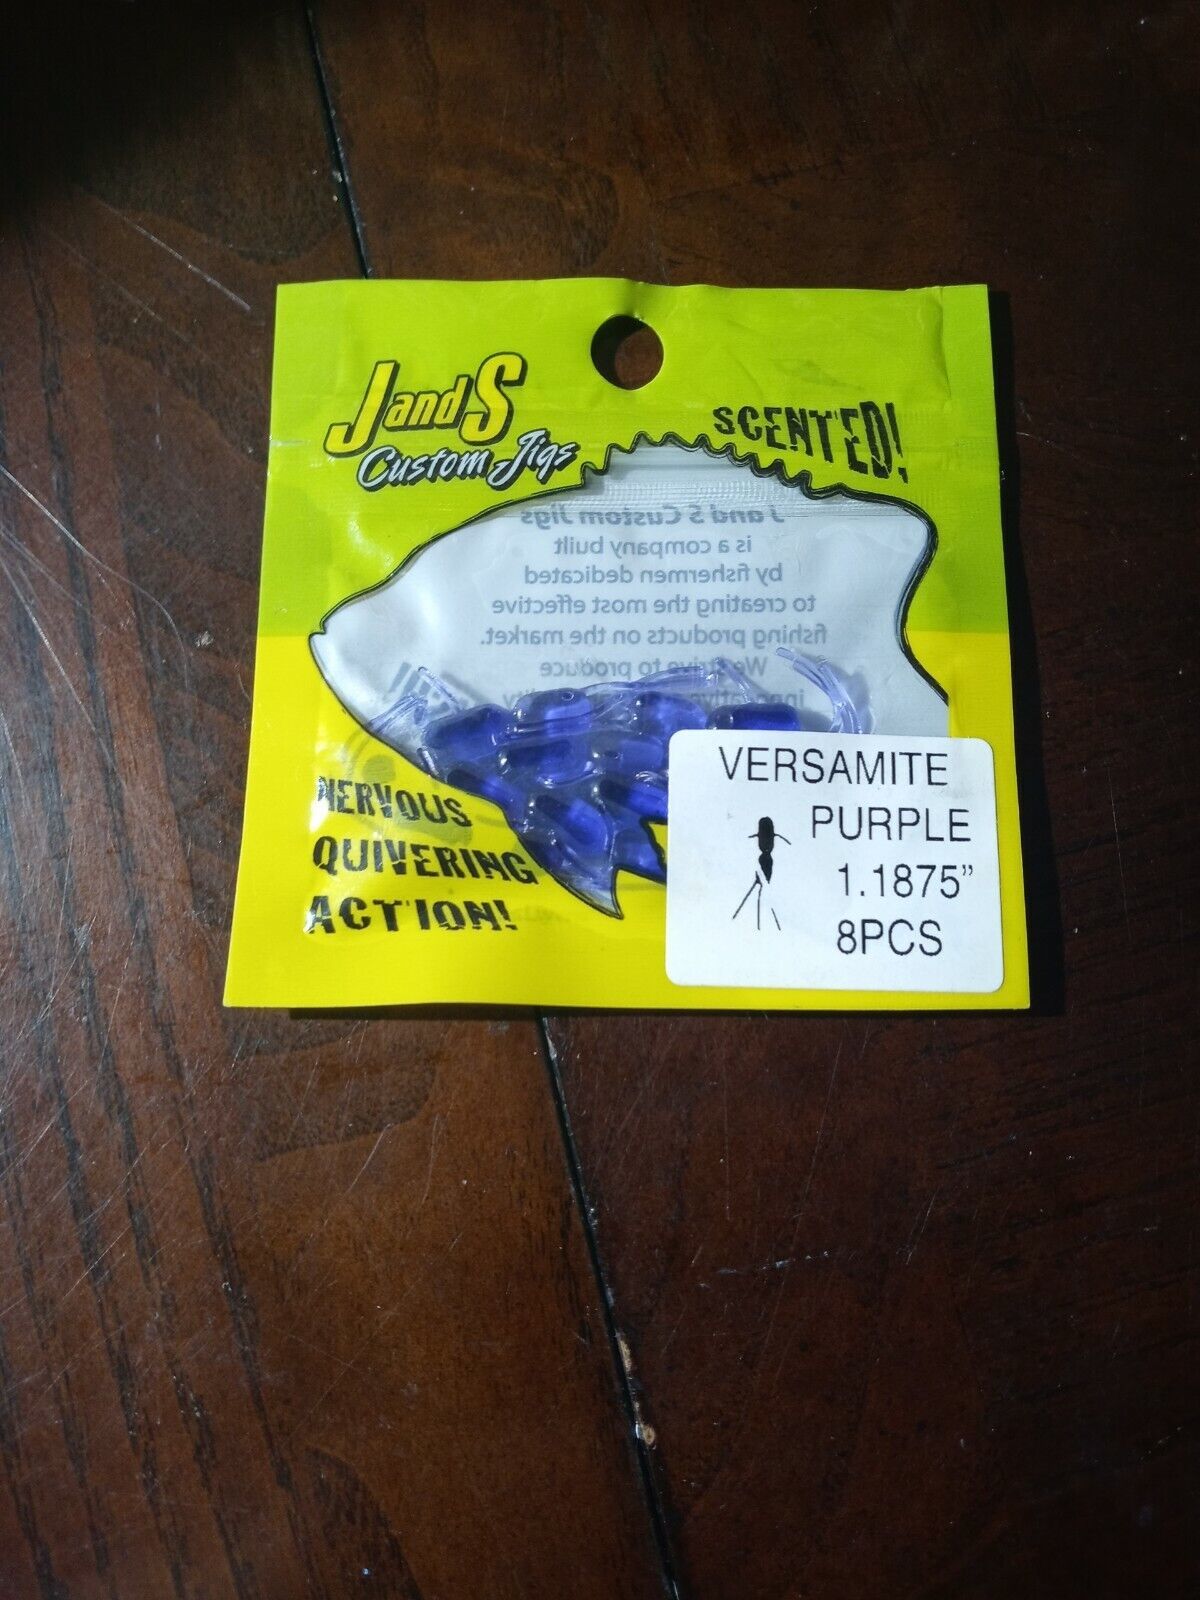 J and S
Custom Jigs
SCENTED!
J and S Custom Jigs
is a company built
by fishermen dedicated
to creating the most effective
fishing products on the market.
We strive to produce
NERVOUS
QUIVERING
ACTION!
VERSAMITE
PURPLE
1.1875”
8PCS